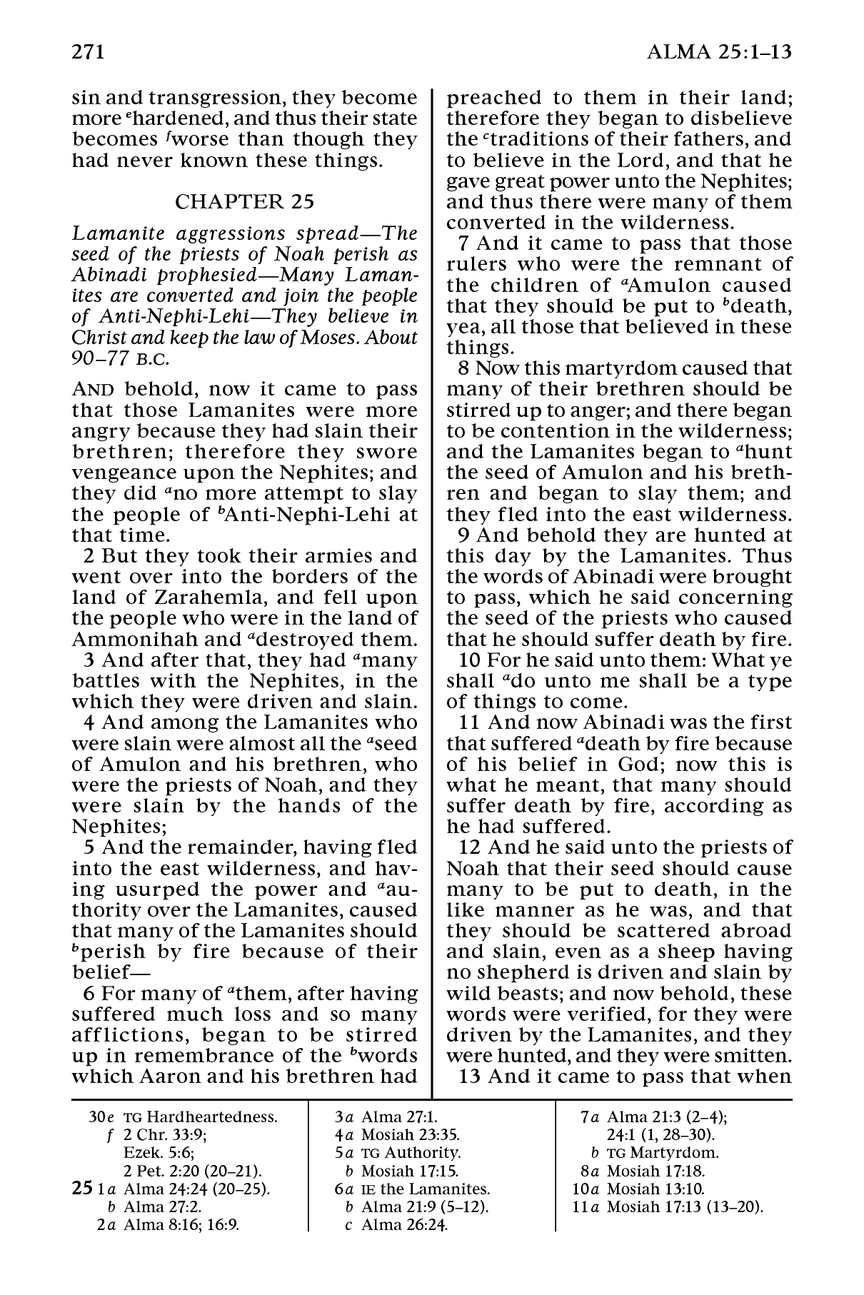 271
ALMA 25:1–13
sin and transgression, they become
more ᵉhardened, and thus their state
becomes ᶠworse than though they
had never known these things.
CHAPTER 25
Lamanite aggressions spread—The
seed of the priests of Noah perish as
Abinadi prophesied—Many Laman-
ites are converted and join the people
of Anti-Nephi-Lehi—They believe in
Christ and keep the law of Moses. About
90–77 B.C.
AND behold, now it came to pass
that those Lamanites were more
angry because they had slain their
brethren; therefore they swore
vengeance upon the Nephites; and
they did ᵃno more attempt to slay
the people of ᵇAnti-Nephi-Lehi at
that time.
2 But they took their armies and
went over into the borders of the
land of Zarahemla, and fell upon
the people who were in the land of
Ammonihah and ᵃdestroyed them.
3 And after that, they had ᵃmany
battles with the Nephites, in the
which they were driven and slain.
4 And among the Lamanites who
were slain were almost all the ᵃseed
of Amulon and his brethren, who
were the priests of Noah, and they
were slain by the hands of the
Nephites;
5 And the remainder, having fled
into the east wilderness, and hav-
ing usurped the power and ᵃau-
thority over the Lamanites, caused
that many of the Lamanites should
ᵇperish by fire because of their
belief—
6 For many of ᵃthem, after having
suffered much loss and so many
afflictions, began to be stirred
up in remembrance of the ᵇwords
which Aaron and his brethren had
preached to them in their land;
therefore they began to disbelieve
the ᶜtraditions of their fathers, and
to believe in the Lord, and that he
gave great power unto the Nephites;
and thus there were many of them
converted in the wilderness.
7 And it came to pass that those
rulers who were the remnant of
the children of ᵃAmulon caused
that they should be put to ᵇdeath,
yea, all those that believed in these
things.
8 Now this martyrdom caused that
many of their brethren should be
stirred up to anger; and there began
to be contention in the wilderness;
and the Lamanites began to ᵃhunt
the seed of Amulon and his breth-
ren and began to slay them; and
they fled into the east wilderness.
9 And behold they are hunted at
this day by the Lamanites. Thus
the words of Abinadi were brought
to pass, which he said concerning
the seed of the priests who caused
that he should suffer death by fire.
10 For he said unto them: What ye
shall ᵃdo unto me shall be a type
of things to come.
11 And now Abinadi was the first
that suffered ᵃdeath by fire because
of his belief in God; now this is
what he meant, that many should
suffer death by fire, according as
he had suffered.
12 And he said unto the priests of
Noah that their seed should cause
many to be put to death, in the
like manner as he was, and that
they should be scattered abroad
and slain, even as a sheep having
no shepherd is driven and slain by
wild beasts; and now behold, these
words were verified, for they were
driven by the Lamanites, and they
were hunted, and they were smitten.
13 And it came to pass that when
30e TG Hardheartedness.
f 2 Chr. 33:9;
Ezek. 5:6;
2 Pet. 2:20 (20–21).
25 1a Alma 24:24 (20–25).
b Alma 27:2.
2a Alma 8:16; 16:9.
3a Alma 27:1.
4a Mosiah 23:35.
5a TG Authority.
b Mosiah 17:15.
6a IE the Lamanites.
b Alma 21:9 (5–12).
c Alma 26:24.
7a Alma 21:3 (2–4);
24:1 (1, 28–30).
b TG Martyrdom.
8a Mosiah 17:18.
10a Mosiah 13:10.
11a Mosiah 17:13 (13–20).